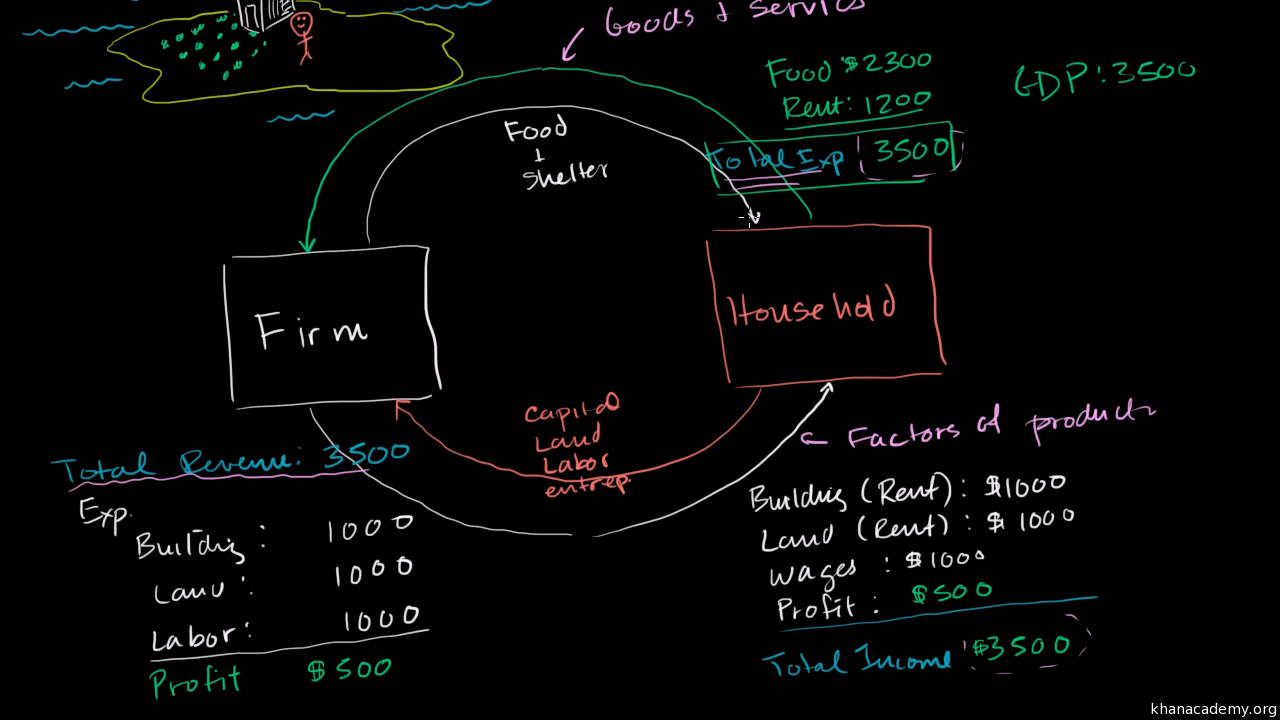 Goods + service
Food $2300
Rent: 1200
Total Exp 3500
GDP: 3500
Food
+
Shelter
Firm
Household
Capital
Land
Labor
entrep.
Factors of product
Total Revenue: 3500
Exp.
Building: 1000
Land: 1000
Labor: 1000
Profit $500
Building (Rent): $1000
Land (Rent): $1000
Wages: $1000
Profit: $500
Total Income $3500
khanacademy.org